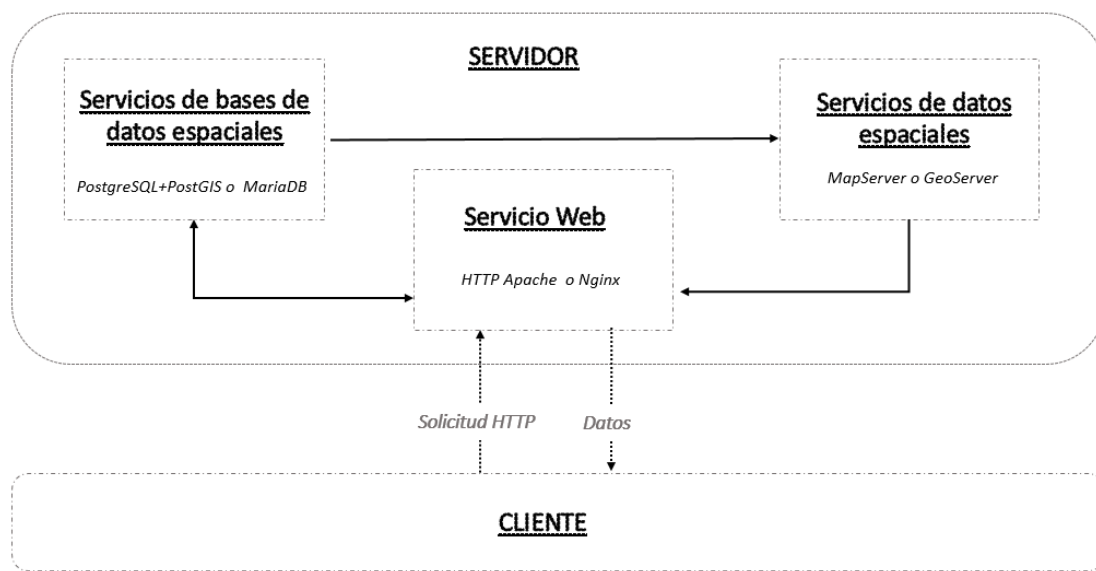 SERVIDOR
Servicios de bases de
datos espaciales
PostgreSQL+PostGIS o MariaDB
Servicios de datos
espaciales
MapServer o GeoServer
Servicio Web
HTTP Apache o Nginx
Solicitud HTTP
Datos
CLIENTE